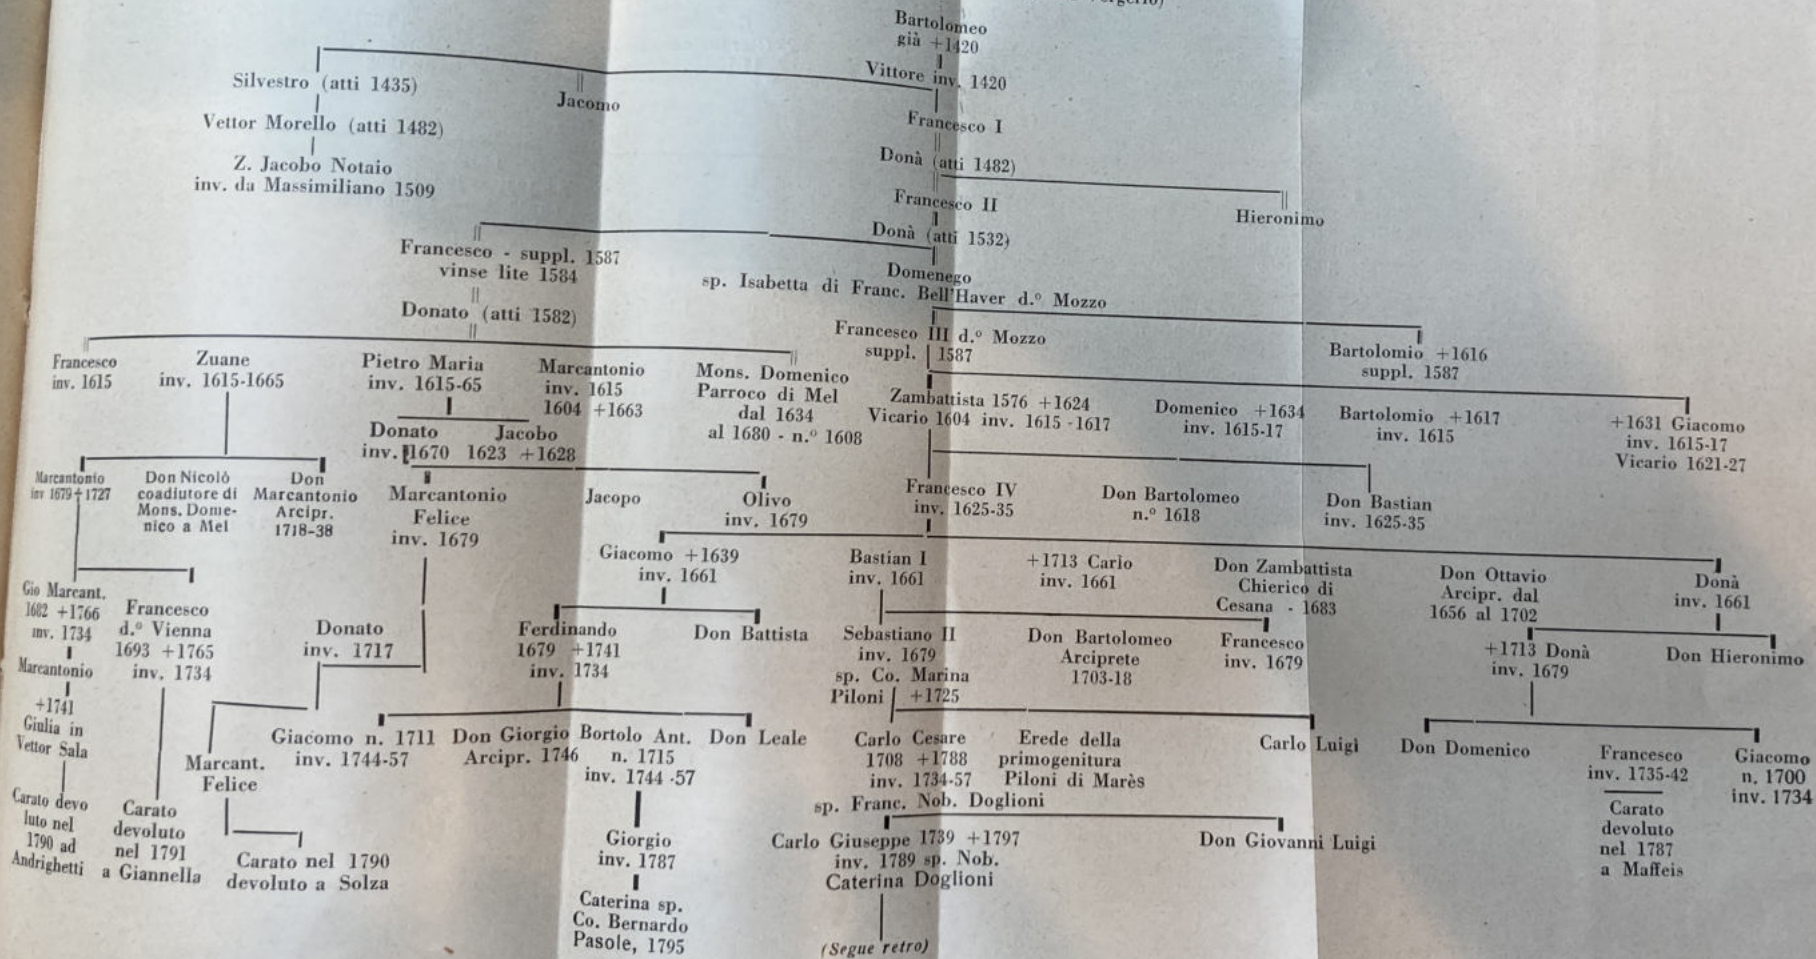 Bartolomeo
già +1420
Vittore inv. 1420
Silvestro (atti 1435)
Jacomo
Francesco I
Vettor Morello (atti 1482)
Donà (atti 1482)
Z. Jacobo Notaio
inv. da Massimiliano 1509
Francesco II
Hieronimo
Donà (atti 1532)
Francesco - suppl. 1587
vinse lite 1584
Domenego
sp. Isabetta di Franc. Bell'Haver d.º Mozzo
Donato (atti 1582)
Francesco III d.º Mozzo
suppl. 1587
Bartolomio +1616
suppl. 1587
Francesco
inv. 1615
Zuane
inv. 1615-1665
Pietro Maria
inv. 1615-65
Marcantonio
inv. 1615
1604 +1663
Mons. Domenico
Parroco di Mel
dal 1634
al 1680 - n.º 1608
Zambattista 1576 +1624
Vicario 1604 inv. 1615-1617
Domenico +1634
inv. 1615-17
Bartolomio +1617
inv. 1615
+1631 Giacomo
inv. 1615-17
Vicario 1621-27
Donato
inv. 1670
Jacobo
1623 +1628
Marcantonio
inv 1679+1727
Don Nicolò
coadiutore di
Mons. Dome-
nico a Mel
Don
Marcantonio
Arcipr.
1718-38
Marcantonio
Felice
inv. 1679
Jacopo
Olivo
inv. 1679
Francesco IV
inv. 1625-35
Don Bartolomeo
n.º 1618
Don Bastian
inv. 1625-35
Giacomo +1639
inv. 1661
Bastian I
inv. 1661
+1713 Carlo
inv. 1661
Don Zambattista
Chierico di
Cesana - 1683
Don Ottavio
Arcipr. dal
1656 al 1702
Donà
inv. 1661
Gio Marcant.
1682 +1766
inv. 1734
Francesco
d.º Vienna
1693 +1765
inv. 1734
Donato
inv. 1717
Ferdinando
1679 +1741
inv. 1734
Don Battista
Sebastiano II
inv. 1679
sp. Co. Marina
Piloni +1725
Don Bartolomeo
Arciprete
1703-18
Francesco
inv. 1679
+1713 Donà
inv. 1679
Don Hieronimo
Marcantonio
+1741
Giulia in
Vettor Sala
Marcant.
Felice
Giacomo n. 1711
inv. 1744-57
Don Giorgio
Arcipr. 1746
Bortolo Ant.
n. 1715
inv. 1744-57
Don Leale
Carlo Cesare
1708 +1788
inv. 1734-57
sp. Franc. Nob. Doglioni
Erede della
primogenitura
Piloni di Marès
Carlo Luigi
Don Domenico
Francesco
inv. 1735-42
Giacomo
n. 1700
inv. 1734
Carato devo
luto nel
1790 ad
Andrighetti
Carato
devoluto
nel 1791
a Giannella
Carato nel 1790
devoluto a Solza
Giorgio
inv. 1787
Carlo Giuseppe 1739 +1797
inv. 1789 sp. Nob.
Caterina Doglioni
Don Giovanni Luigi
Carato
devoluto
nel 1787
a Maffeis
Caterina sp.
Co. Bernardo
Pasole, 1795
(Segue retro)